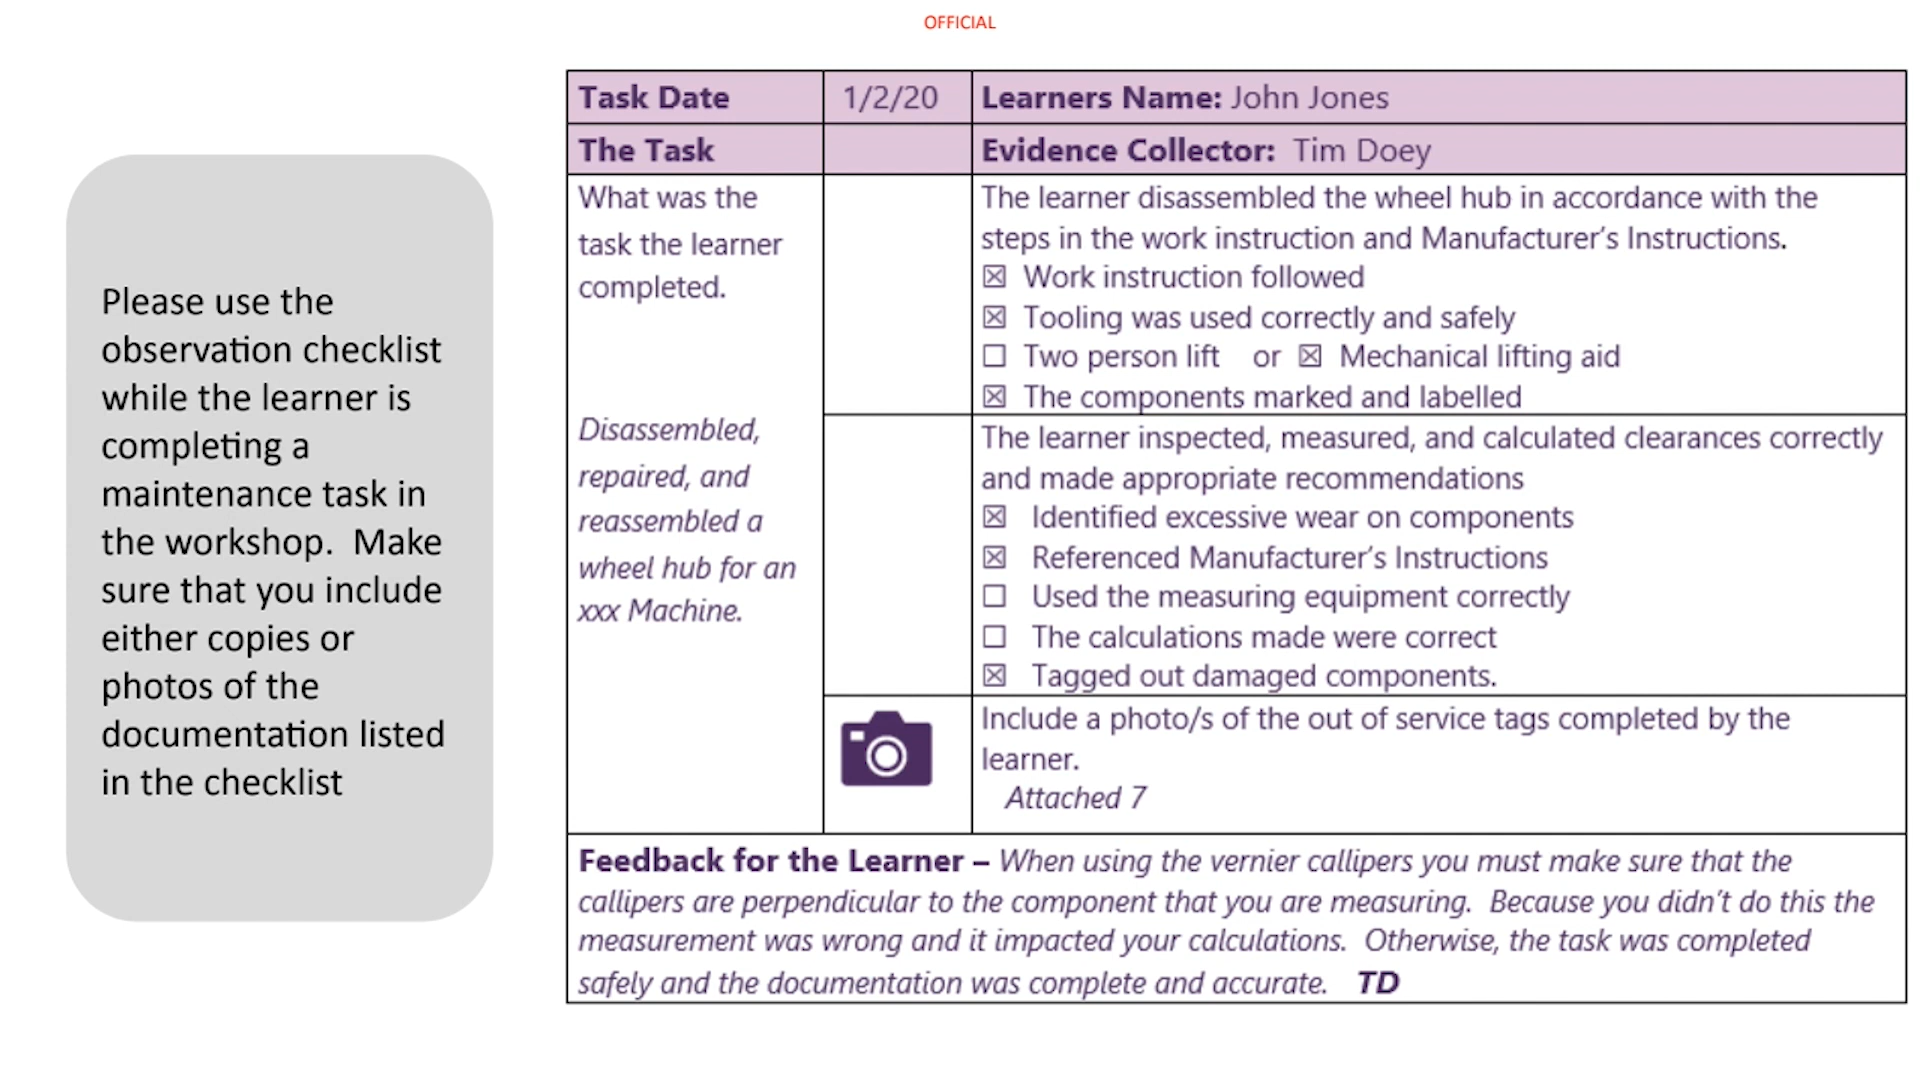 OFFICIAL
Please use the
observation checklist
while the learner is
completing a
maintenance task in
the workshop.  Make
sure that you include
either copies or
photos of the
documentation listed
in the checklist
Task Date 1/2/20 Learners Name: John Jones
The Task Evidence Collector:  Tim Doey
What was the
task the learner
completed.
Disassembled,
repaired, and
reassembled a
wheel hub for an
xxx Machine.
The learner disassembled the wheel hub in accordance with the
steps in the work instruction and Manufacturer's Instructions.
☒ Work instruction followed
☒ Tooling was used correctly and safely
☐ Two person lift or ☒ Mechanical lifting aid
☒ The components marked and labelled
The learner inspected, measured, and calculated clearances correctly
and made appropriate recommendations
☒ Identified excessive wear on components
☒ Referenced Manufacturer's Instructions
☐ Used the measuring equipment correctly
☐ The calculations made were correct
☒ Tagged out damaged components.
Include a photo/s of the out of service tags completed by the
learner.
Attached 7
Feedback for the Learner – When using the vernier callipers you must make sure that the
callipers are perpendicular to the component that you are measuring.  Because you didn't do this the
measurement was wrong and it impacted your calculations.  Otherwise, the task was completed
safely and the documentation was complete and accurate.   TD